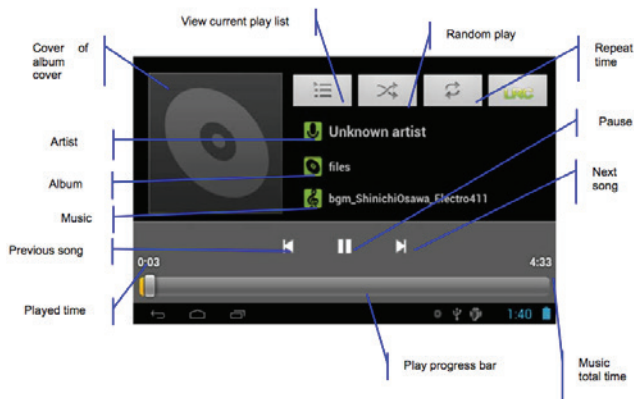 View current play list
Random play
Cover of
album
cover
Repeat
time
LRC
Pause
Unknown artist
Artist
files
Album
Next
song
bgm_ShinichiOsawa_Electro411
Music
Previous song
0:03
4:33
Played time
1:40
Play progress bar
Music
total time